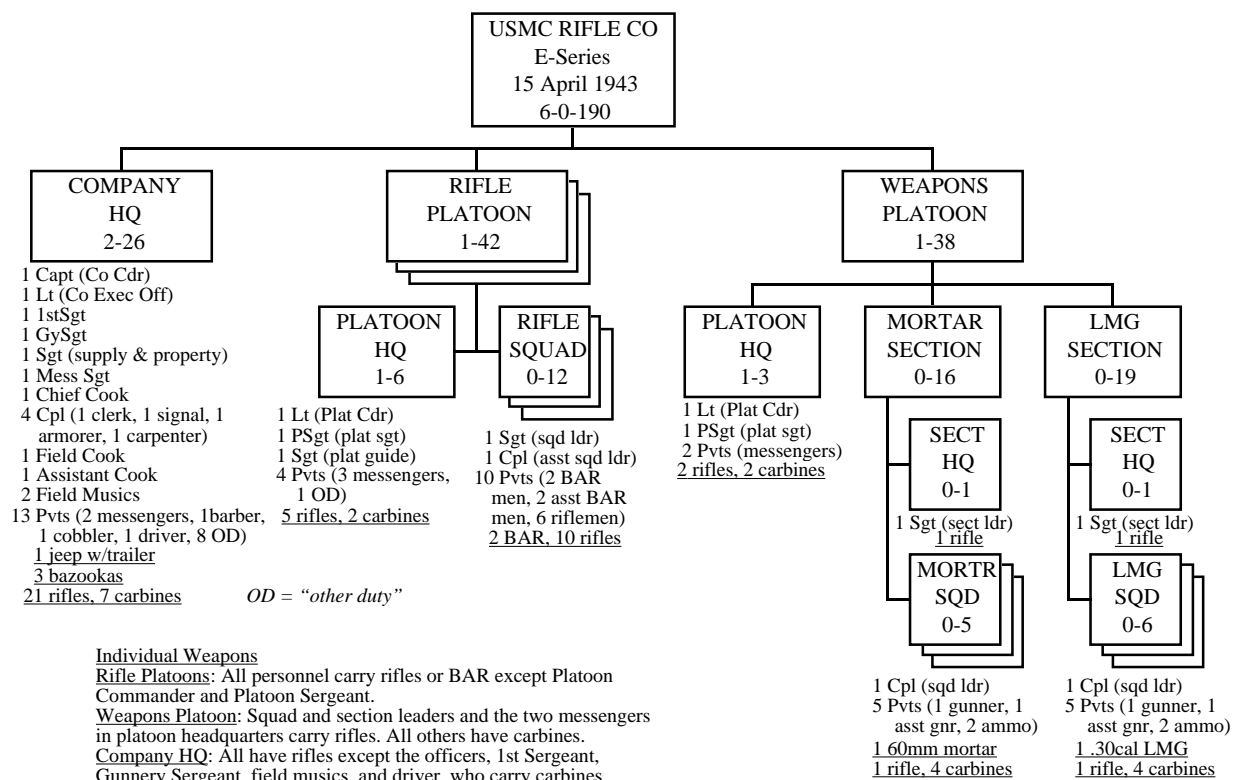 USMC RIFLE CO
E-Series
15 April 1943
6-0-190
COMPANY
HQ
2-26
1 Capt (Co Cdr)
1 Lt (Co Exec Off)
1 1stSgt
1 GySgt
1 Sgt (supply & property)
1 Mess Sgt
1 Chief Cook
4 Cpl (1 clerk, 1 signal, 1
armorer, 1 carpenter)
1 Field Cook
1 Assistant Cook
2 Field Musics
13 Pvts (2 messengers, 1barber,
1 cobbler, 1 driver, 8 OD)
1 jeep w/trailer
3 bazookas
21 rifles, 7 carbines
RIFLE
PLATOON
1-42
PLATOON
HQ
1-6
1 Lt (Plat Cdr)
1 PSgt (plat sgt)
1 Sgt (plat guide)
4 Pvts (3 messengers,
1 OD)
5 rifles, 2 carbines
RIFLE
SQUAD
0-12
1 Sgt (sqd ldr)
1 Cpl (asst sqd ldr)
10 Pvts (2 BAR
men, 2 asst BAR
men, 6 riflemen)
2 BAR, 10 rifles
OD = “other duty”
WEAPONS
PLATOON
1-38
PLATOON
HQ
1-3
1 Lt (Plat Cdr)
1 PSgt (plat sgt)
2 Pvts (messengers)
2 rifles, 2 carbines
MORTAR
SECTION
0-16
SECT
HQ
0-1
1 Sgt (sect ldr)
1 rifle
MORTR
SQD
0-5
1 Cpl (sqd ldr)
5 Pvts (1 gunner, 1
asst gnr, 2 ammo)
1 60mm mortar
1 rifle, 4 carbines
LMG
SECTION
0-19
SECT
HQ
0-1
1 Sgt (sect ldr)
1 rifle
LMG
SQD
0-6
1 Cpl (sqd ldr)
5 Pvts (1 gunner, 1
asst gnr, 2 ammo)
1 .30cal LMG
1 rifle, 4 carbines
Individual Weapons
Rifle Platoons: All personnel carry rifles or BAR except Platoon
Commander and Platoon Sergeant.
Weapons Platoon: Squad and section leaders and the two messengers
in platoon headquarters carry rifles. All others have carbines.
Company HQ: All have rifles except the officers, 1st Sergeant,
Gunnery Sergeant, field musics, and driver, who carry carbines